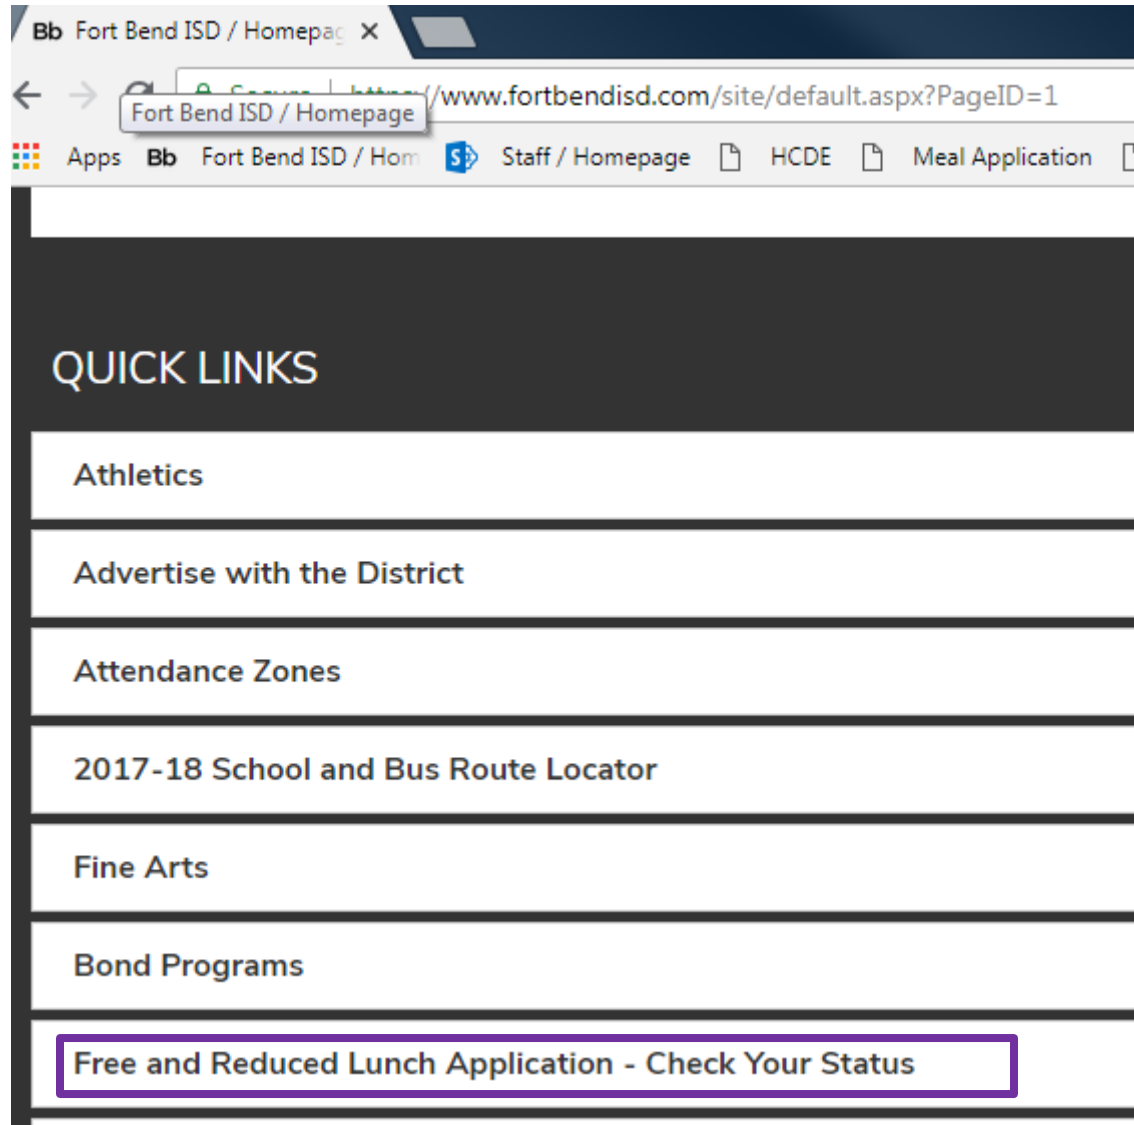 Bb Fort Bend ISD / Homepag
www.fortbendisd.com/site/default.aspx?PageID=1
Fort Bend ISD / Homepage
Apps Bb Fort Bend ISD / Hom Staff / Homepage HCDE Meal Application
QUICK LINKS
Athletics
Advertise with the District
Attendance Zones
2017-18 School and Bus Route Locator
Fine Arts
Bond Programs
Free and Reduced Lunch Application - Check Your Status